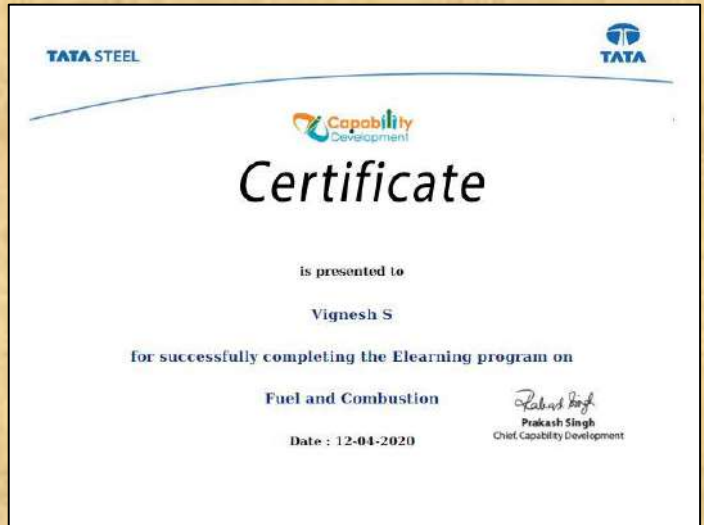 TATA STEEL
TATA
Capability
Development
Certificate
is presented to
Vignesh S
for successfully completing the Elearning program on
Fuel and Combustion
Prakash Singh
Chief, Capability Development
Date : 12-04-2020